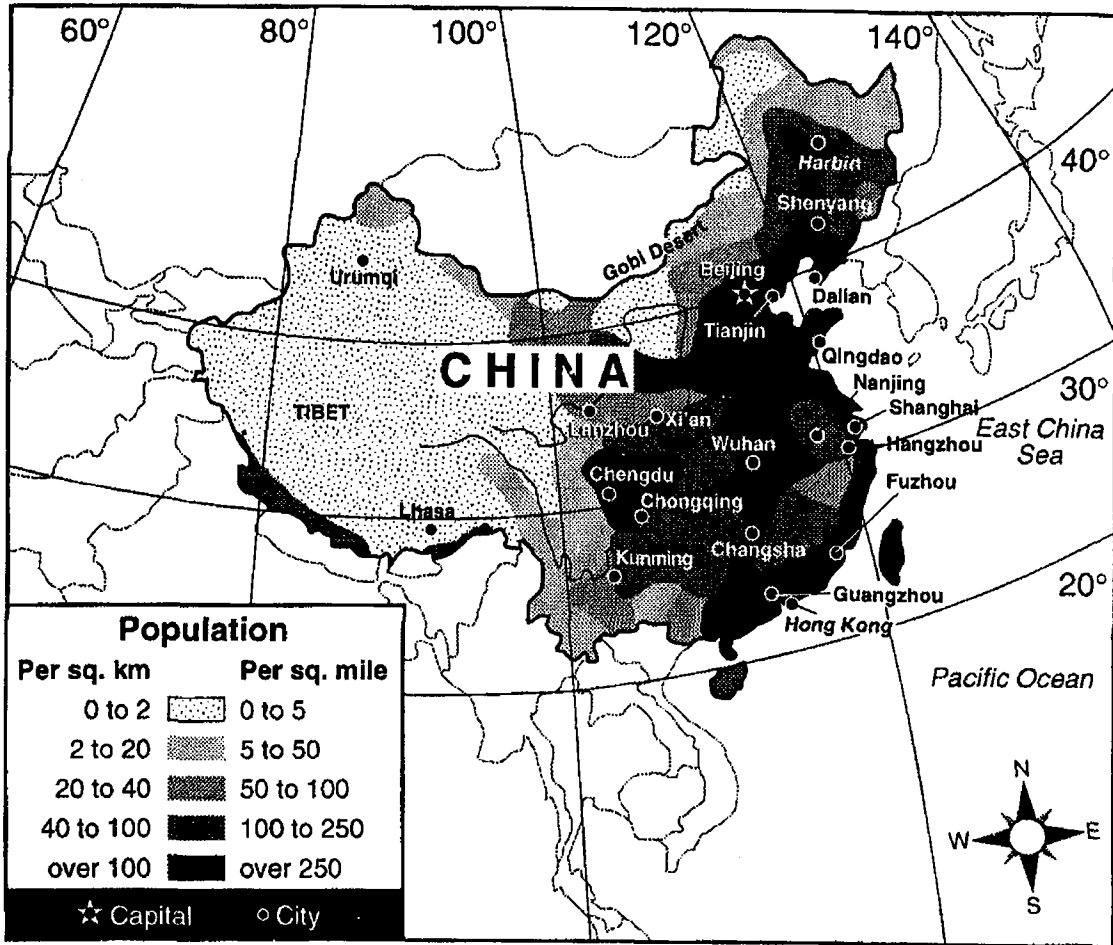 60° 80° 100° 120° 140°
40°
Harbin
Shenyang
Gobi Desert
Beijing
Urumqi
Dalian
Tianjin
CHINA
Qingdao
Nanjing
30°
TIBET
Shanghai
Lanzhou
Xi'an
East China
Sea
Wuhan
Hangzhou
Chengdu
Fuzhou
Chongqing
Lhasa
Changsha
Kunming
20°
Guangzhou
Hong Kong
Pacific Ocean
Population
Per sq. km Per sq. mile
0 to 2 0 to 5
2 to 20 5 to 50
20 to 40 50 to 100
40 to 100 100 to 250
over 100 over 250
Capital City
N
W E
S